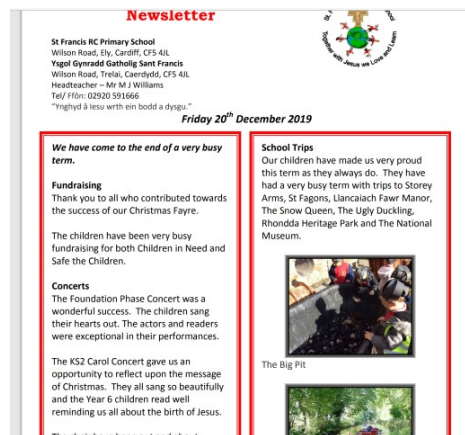 Newsletter
St Francis RC Primary School
Wilson Road, Ely, Cardiff, CF5 4JL
Ysgol Gynradd Gatholig Sant Francis
Wilson Road, Trelai, Caerdydd, CF5 4JL
Headteacher – Mr M J Williams
Tel/ Ffôn: 02920 591666
"Ynghyd â Iesu wrth ein bodd a dysgu."
Together with Jesus we Love and Learn
Friday 20th December 2019
We have come to the end of a very busy
term.
Fundraising
Thank you to all who contributed towards
the success of our Christmas Fayre.
The children have been very busy
fundraising for both Children in Need and
Safe the Children.
Concerts
The Foundation Phase Concert was a
wonderful success. The children sang
their hearts out. The actors and readers
were exceptional in their performances.
The KS2 Carol Concert gave us an
opportunity to reflect upon the message
of Christmas. They all sang so beautifully
and the Year 6 children read well
reminding us all about the birth of Jesus.
School Trips
Our children have made us very proud
this term as they always do. They have
had a very busy term with trips to Storey
Arms, St Fagons, Llancaiach Fawr Manor,
The Snow Queen, The Ugly Duckling,
Rhondda Heritage Park and The National
Museum.
The Big Pit